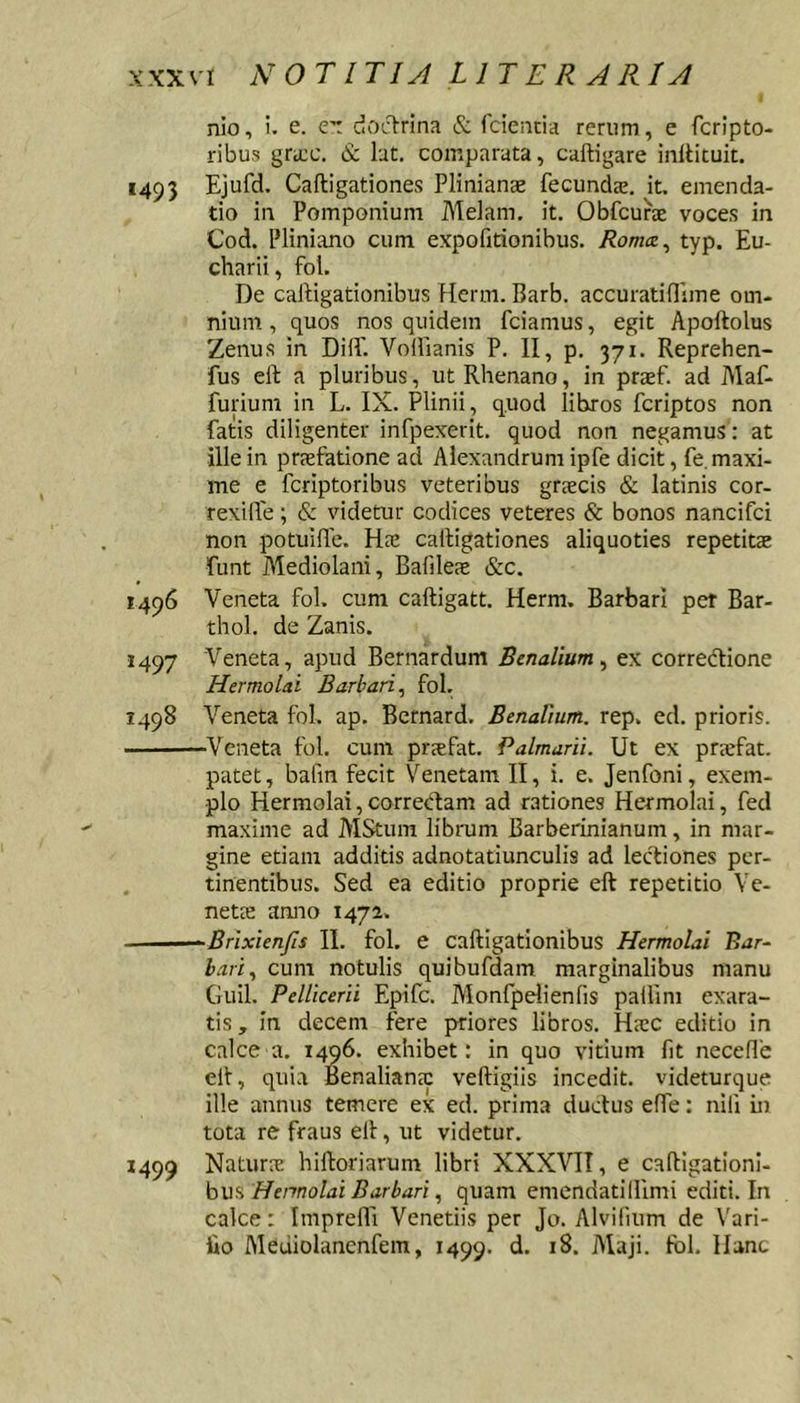 xxxvi NOTITIA LITERARIA
nio, i. e. ex doctrina & ſcientia rerum, e ſcripto-
ribus græc. & lat. comparata, caſtigare inſtituit.
1493 Ejuſd. Caſtigationes Plinianæ ſecundæ. it. emenda-
tio in Pomponium Melam. it. Obſcuræ voces in
Cod. Pliniano cum expoſitionibus. Romæ, typ. Eu-
charii, fol.
De caſtigationibus Herm. Barb. accuratiſſime om-
nium, quos nos quidem ſciamus, egit Apoſtolus
Zenus in Diſſ. Voſſianis P. II, p. 371. Reprehen-
ſus eſt a pluribus, ut Rhenano, in præf. ad Maſ-
ſurium in L. IX. Plinii, quod libros ſcriptos non
ſatis diligenter inſpexerit. quod non negamus: at
ille in præfatione ad Alexandrum ipſe dicit, ſe maxi-
me e ſcriptoribus veteribus græcis & latinis cor-
rexiſſe; & videtur codices veteres & bonos nanciſci
non potuiſſe. Hæ caſtigationes aliquoties repetitæ
ſunt Mediolani, Baſileæ &c.
1496 Veneta fol. cum caſtigatt. Herm. Barbari per Bar-
thol. de Zanis.
1497 Veneta, apud Bernardum Benalium, ex correctione
Hermolai Barbari, fol.
1498 Veneta fol. ap. Bernard. Benalium. rep. ed. prioris.
——Veneta fol. cum præfat. Palmarii. Ut ex præfat.
patet, baſin fecit Venetam II, i. e. Jenſoni, exem-
plo Hermolai, correctam ad rationes Hermolai, ſed
maxime ad MStum librum Barberinianum, in mar-
gine etiam additis adnotatiunculis ad lectiones per-
tinentibus. Sed ea editio proprie eſt repetitio Ve-
netæ anno 1472.
——Brixienſis II. fol. e caſtigationibus Hermolai Bar-
bari, cum notulis quibuſdam marginalibus manu
Guil. Pellicerii Epiſc. Monſpelienſis paſſim exara-
tis, in decem fere priores libros. Hæc editio in
calce a. 1496. exhibet: in quo vitium ſit neceſſe
eſt, quia Benalianæ veſtigiis incedit. videturque
ille annus temere ex ed. prima ductus eſſe: niſi in
tota re fraus eſt, ut videtur.
1499 Naturæ hiſtoriarum libri XXXVII, e caſtigationi-
bus Hermolai Barbari, quam emendatiſſimi editi. In
calce: Impreſſi Venetiis per Jo. Alviſium de Vari-
ſio Mediolanenſem, 1499. d. 18. Maji. fol. Hanc